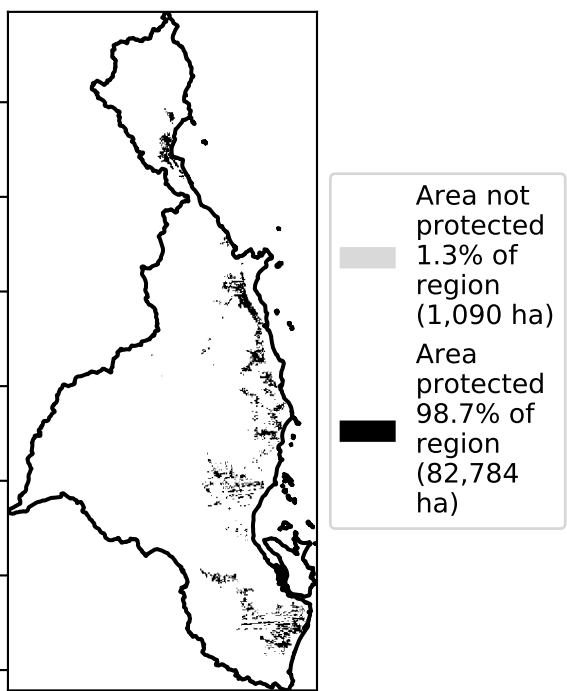 Area not
protected
1.3% of
region
(1,090 ha)
Area
protected
98.7% of
region
(82,784
ha)